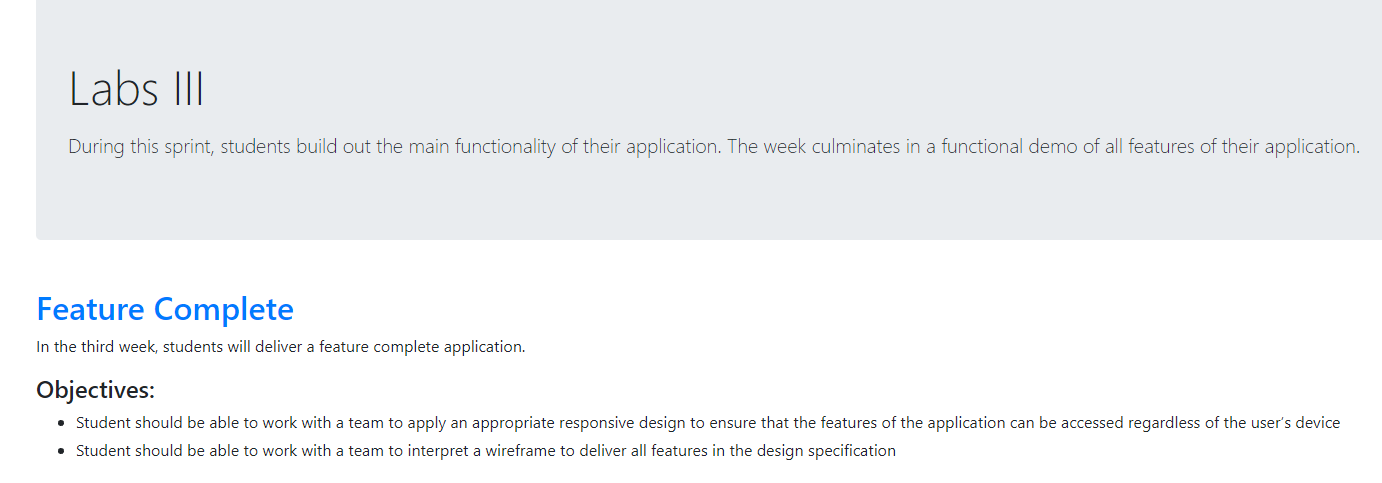 Labs III
During this sprint, students build out the main functionality of their application. The week culminates in a functional demo of all features of their application.
Feature Complete
In the third week, students will deliver a feature complete application.
Objectives:
• Student should be able to work with a team to apply an appropriate responsive design to ensure that the features of the application can be accessed regardless of the user's device
• Student should be able to work with a team to interpret a wireframe to deliver all features in the design specification